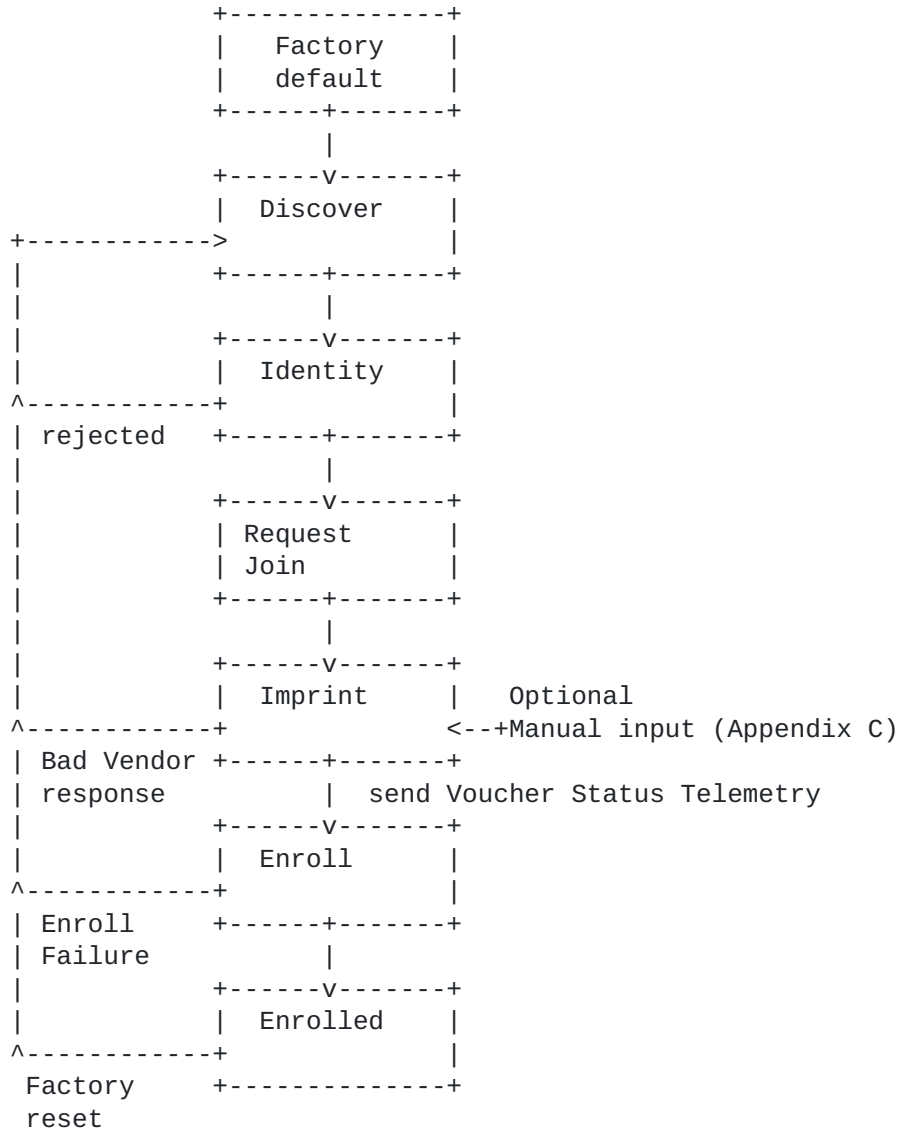 Factory
default
Discover
Identity
rejected
Request
Join
Imprint Optional
Manual input (Appendix C)
Bad Vendor
response send Voucher Status Telemetry
Enroll
Enroll
Failure
Enrolled
Factory
reset